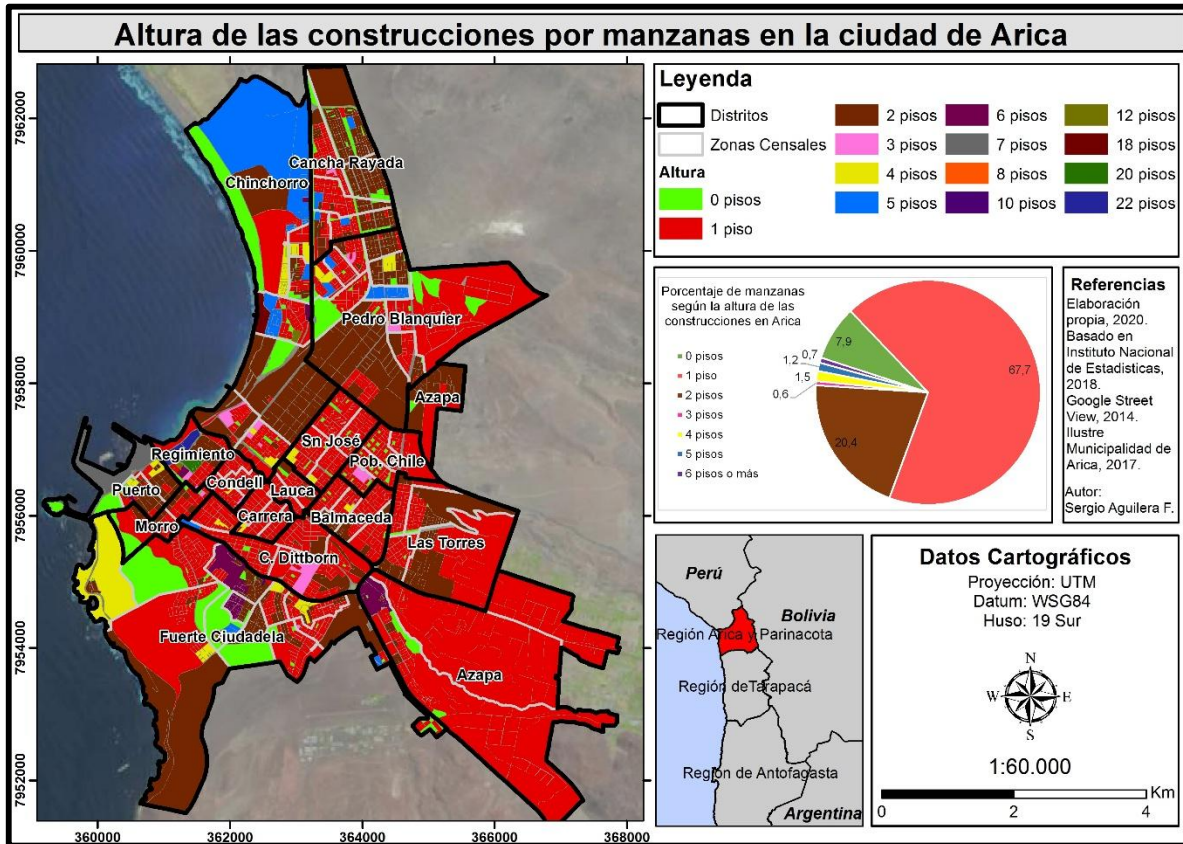 Altura de las construcciones por manzanas en la ciudad de Arica
7962000
7960000
7958000
7956000
7954000
7952000
360000
362000
364000
366000
368000
Cancha Rayada
Chinchorro
Pedro Blanquier
Azapa
Sn José
Regimiento
Pob. Chile
Condell
Lauca
Puerto
Carrera
Balmaceda
Morro
Las Torres
C. Dittborn
Fuerte Ciudadela
Azapa
Leyenda
Distritos
Zonas Censales
Altura
0 pisos
1 piso
2 pisos
3 pisos
4 pisos
5 pisos
6 pisos
7 pisos
8 pisos
10 pisos
12 pisos
18 pisos
20 pisos
22 pisos
Porcentaje de manzanas
según la altura de las
construcciones en Arica
0 pisos
1 piso
2 pisos
3 pisos
4 pisos
5 pisos
6 pisos o más
7,9
67,7
0,7
1,2
1,5
0,6
20,4
Referencias
Elaboración
propia, 2020.
Basado en
Instituto Nacional
de Estadisticas,
2018.
Google Street
View, 2014.
Ilustre
Municipalidad de
Arica, 2017.
Autor:
Sergio Aguilera F.
Perú
Bolivia
Región Arica y Parinacota
Región deTarapacá
Región de Antofagasta
Argentina
Datos Cartográficos
Proyección: UTM
Datum: WSG84
Huso: 19 Sur
N
W
E
S
1:60.000
Km
0
2
4